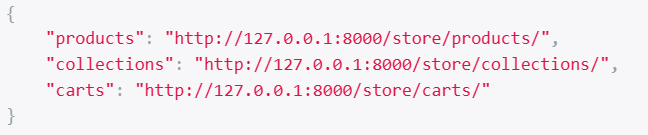 {
    "products": "http://127.0.0.1:8000/store/products/",
    "collections": "http://127.0.0.1:8000/store/collections/",
    "carts": "http://127.0.0.1:8000/store/carts/"
}